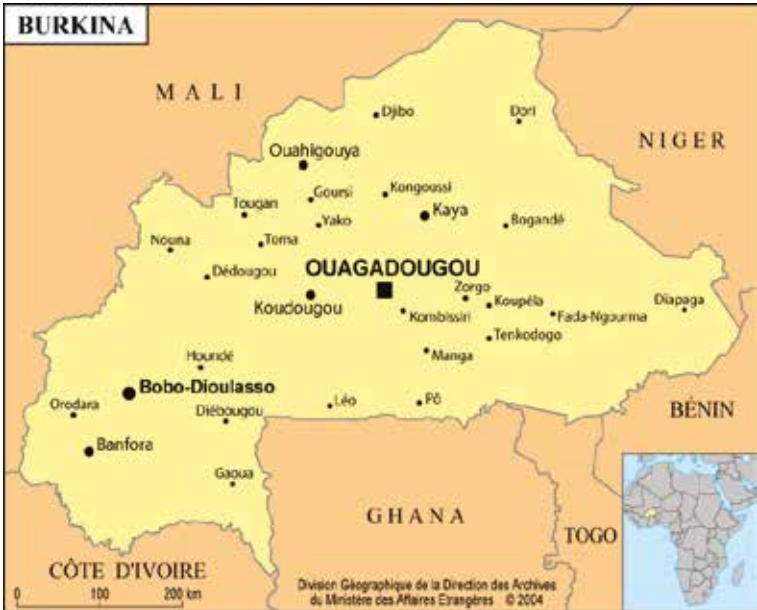 BURKINA
MALI
Djibo
Dori
NIGER
Ouahigouya
Goursi
Kongoussi
Tougan
Kaya
Yako
Bogandé
Nouna
Toma
OUAGADOUGOU
Dédougou
Zorgo
Koudougou
Koupéla
Diapaga
Kombissiri
Fada-Ngourma
Tenkodogo
Manga
Houndé
Bobo-Dioulasso
Orodara
Léo
Pô
Diébougou
BÉNIN
Banfora
Gaoua
GHANA
TOGO
CÔTE D'IVOIRE
Division Géographique de la Direction des Archives
du Ministère des Affaires Etrangères © 2004
0 100 200 km